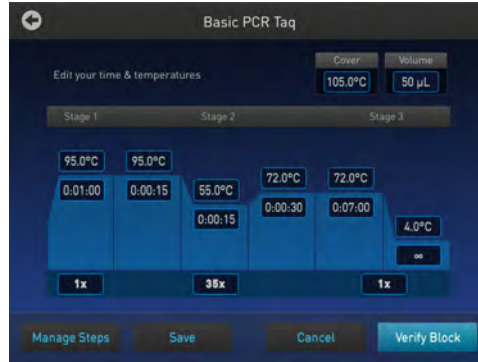 Basic PCR Taq
Edit your time & temperatures
Cover
Volume
105.0°C
50 µL
Stage 1
Stage 2
Stage 3
95.0°C
95.0°C
72.0°C
72.0°C
0:01:00
0:00:15
55.0°C
0:00:30
0:07:00
0:00:15
4.0°C
∞
1x
35x
1x
Manage Steps
Save
Cancel
Verify Block